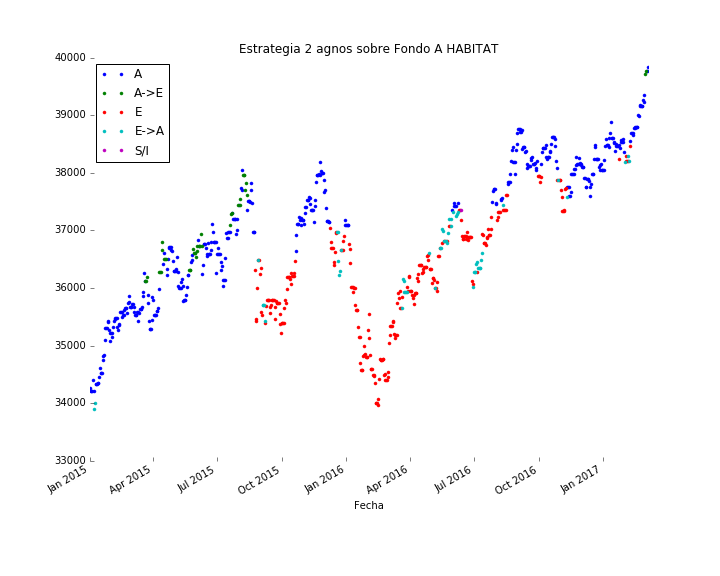 Estrategia 2 agnos sobre Fondo A HABITAT
40000
39000
38000
37000
36000
35000
34000
33000
A
A->E
E
E->A
S/I
Jan 2015
Apr 2015
Jul 2015
Oct 2015
Jan 2016
Apr 2016
Jul 2016
Oct 2016
Jan 2017
Fecha